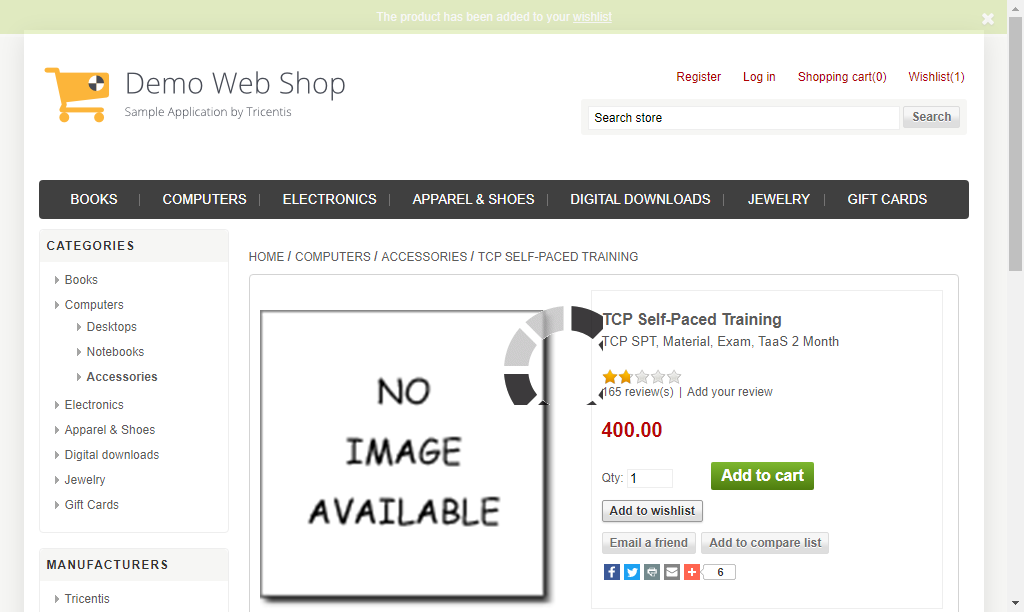 The product has been added to your wishlist
Demo Web Shop
Sample Application by Tricentis
Register Log in Shopping cart(0) Wishlist(1)
Search store Search
BOOKS COMPUTERS ELECTRONICS APPAREL & SHOES DIGITAL DOWNLOADS JEWELRY GIFT CARDS
CATEGORIES
Books
Computers
Desktops
Notebooks
Accessories
Electronics
Apparel & Shoes
Digital downloads
Jewelry
Gift Cards
MANUFACTURERS
Tricentis
HOME / COMPUTERS / ACCESSORIES / TCP SELF-PACED TRAINING
NO
IMAGE
AVAILABLE
TCP Self-Paced Training
TCP SPT, Material, Exam, TaaS 2 Month
165 review(s) | Add your review
400.00
Qty: 1 Add to cart
Add to wishlist
Email a friend Add to compare list
6